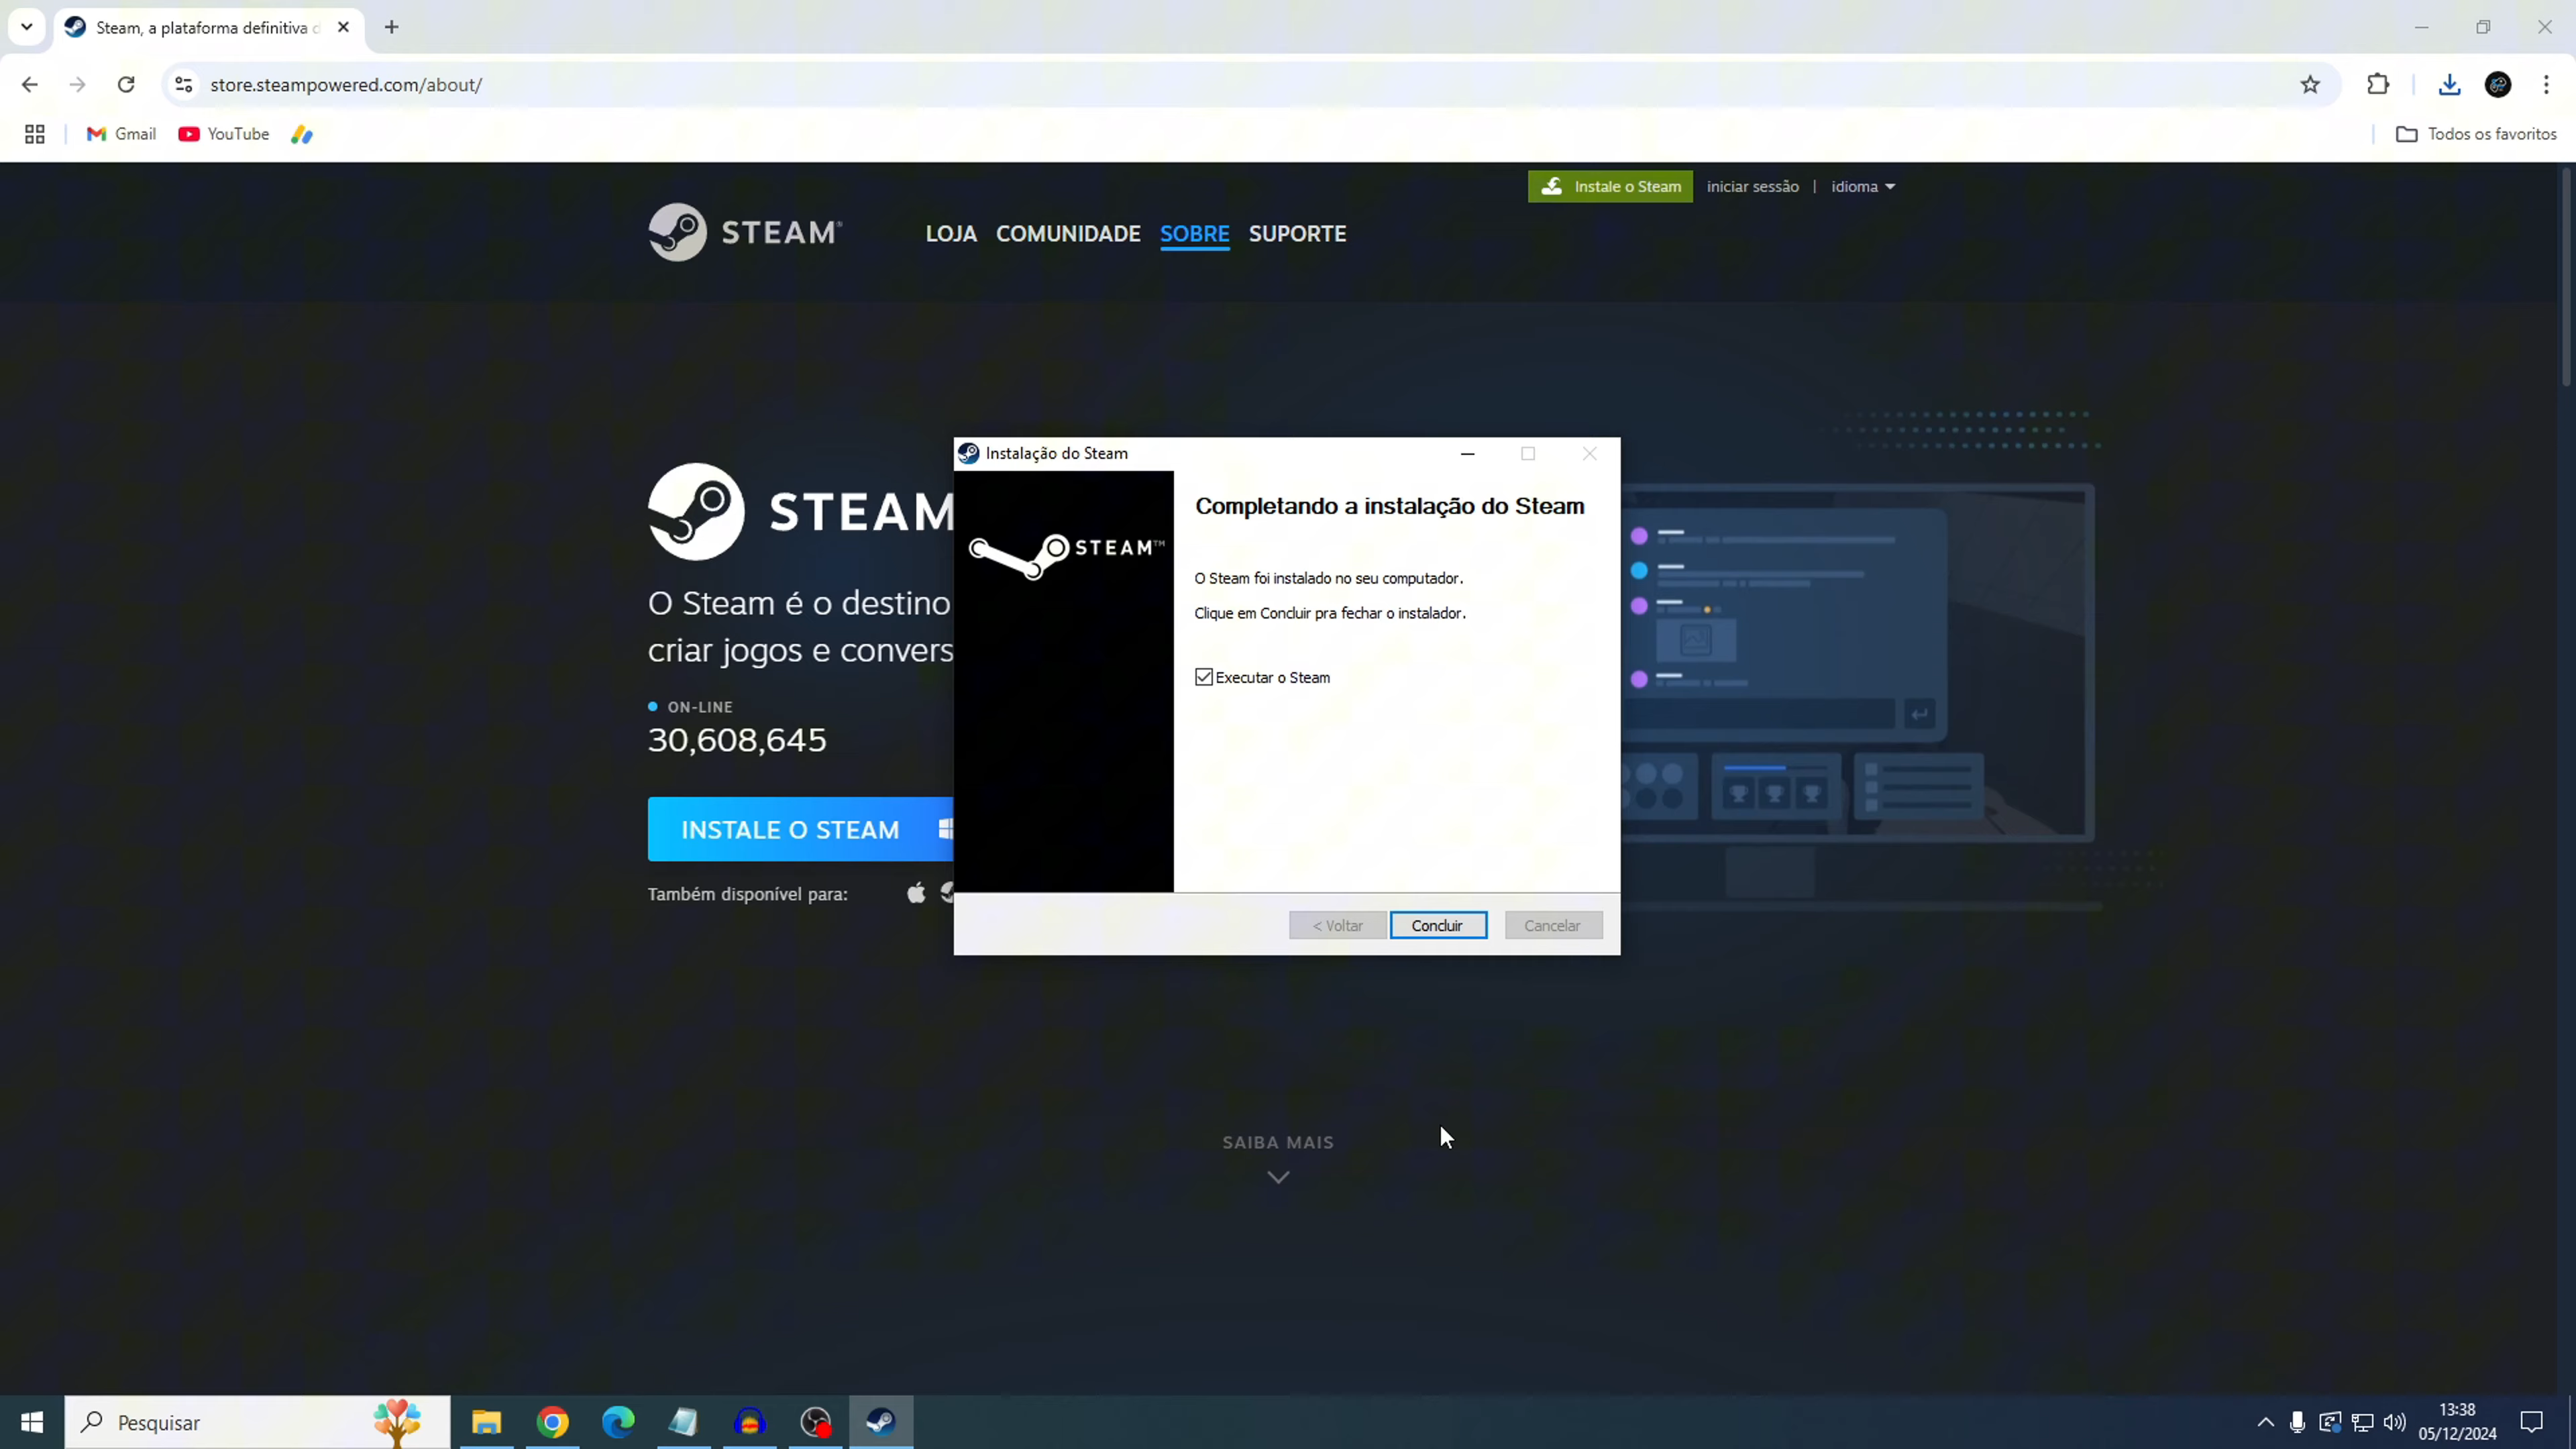 Steam, a plataforma definitiva d
store.steampowered.com/about/
Gmail
YouTube
Todos os favoritos
Instale o Steam
iniciar sessão | idioma
STEAM®
LOJA COMUNIDADE SOBRE SUPORTE
STEAM
O Steam é o destino
criar jogos e convers
ON-LINE
30,608,645
INSTALE O STEAM
Também disponível para:
Instalação do Steam
STEAM™
Completando a instalação do Steam
O Steam foi instalado no seu computador.
Clique em Concluir pra fechar o instalador.
Executar o Steam
< Voltar
Concluir
Cancelar
SAIBA MAIS
Pesquisar
13:38
05/12/2024